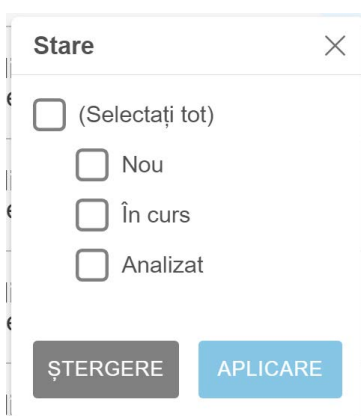 Stare
(Selectați tot)
Nou
În curs
Analizat
ȘTERGERE
APLICARE